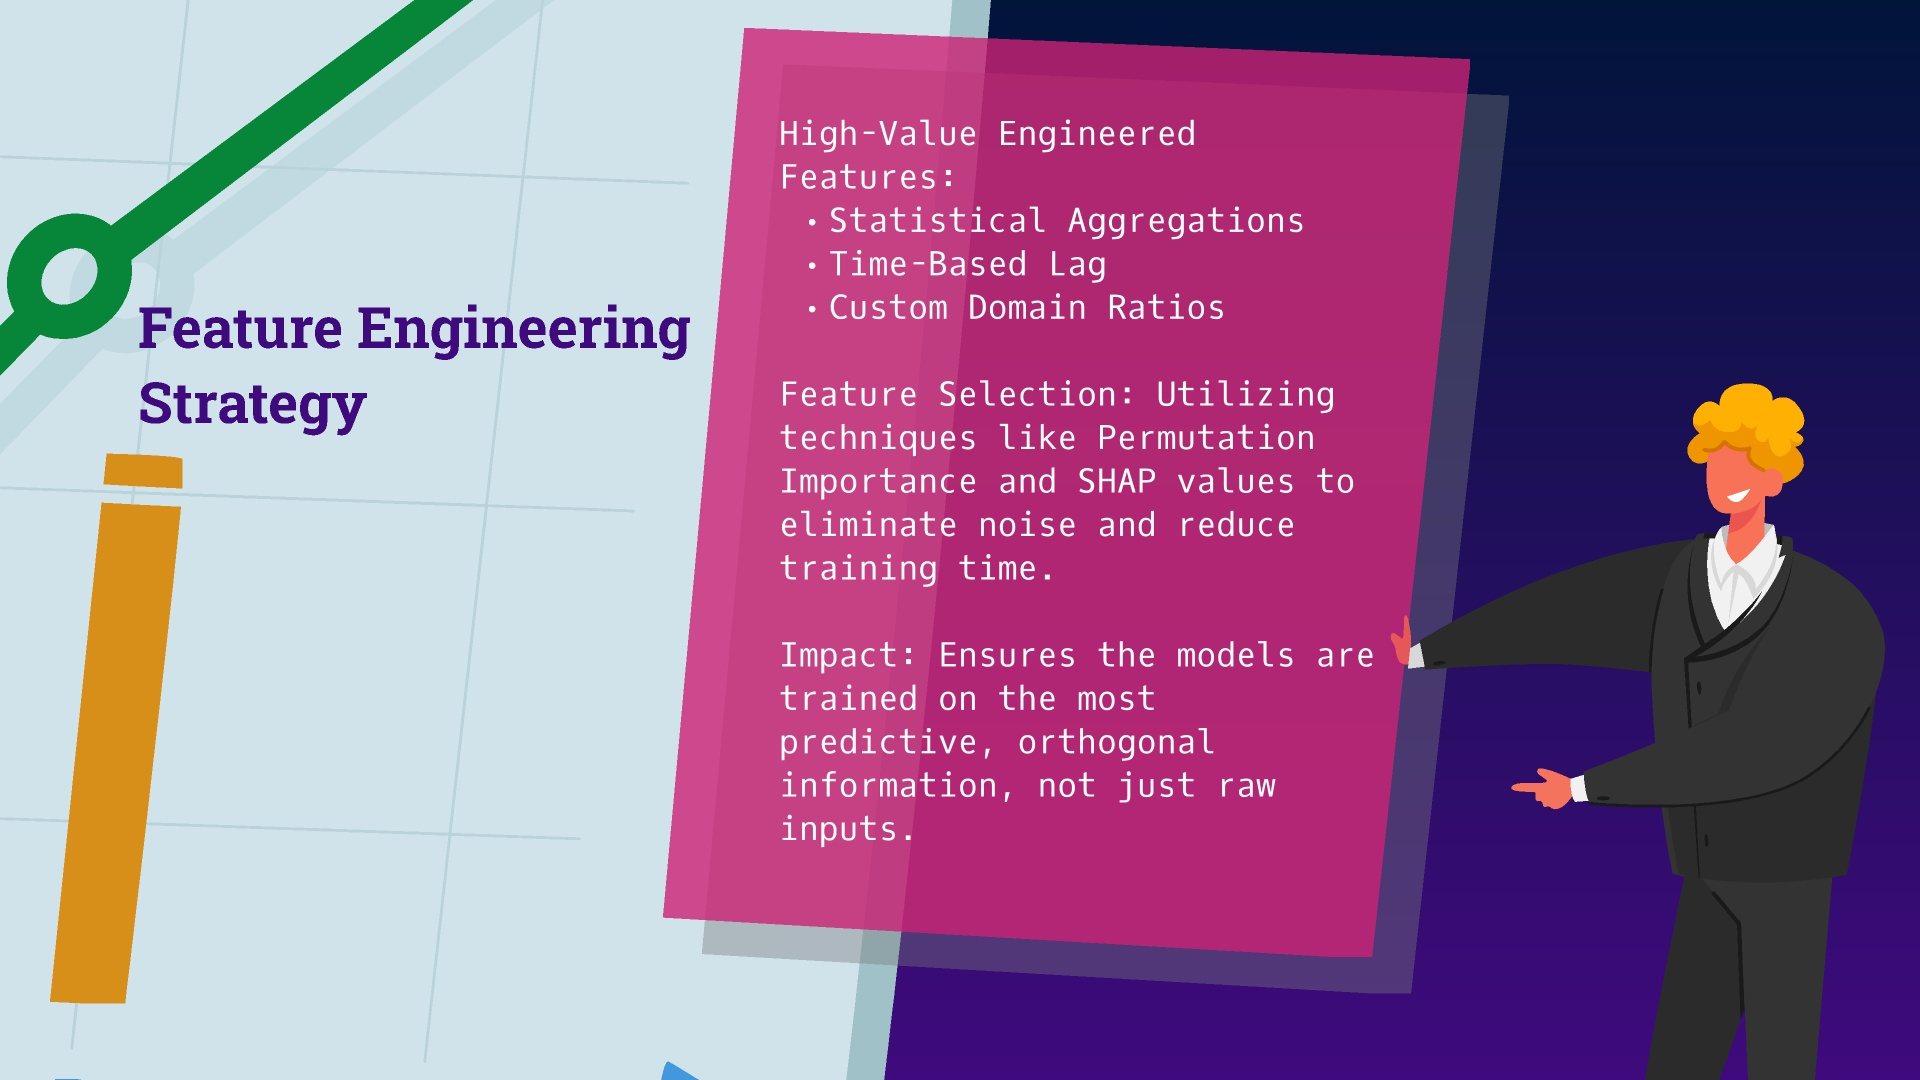 Feature Engineering
Strategy
High-Value Engineered
Features:
• Statistical Aggregations
• Time-Based Lag
• Custom Domain Ratios
Feature Selection: Utilizing
techniques like Permutation
Importance and SHAP values to
eliminate noise and reduce
training time.
Impact: Ensures the models are
trained on the most
predictive, orthogonal
information, not just raw
inputs.